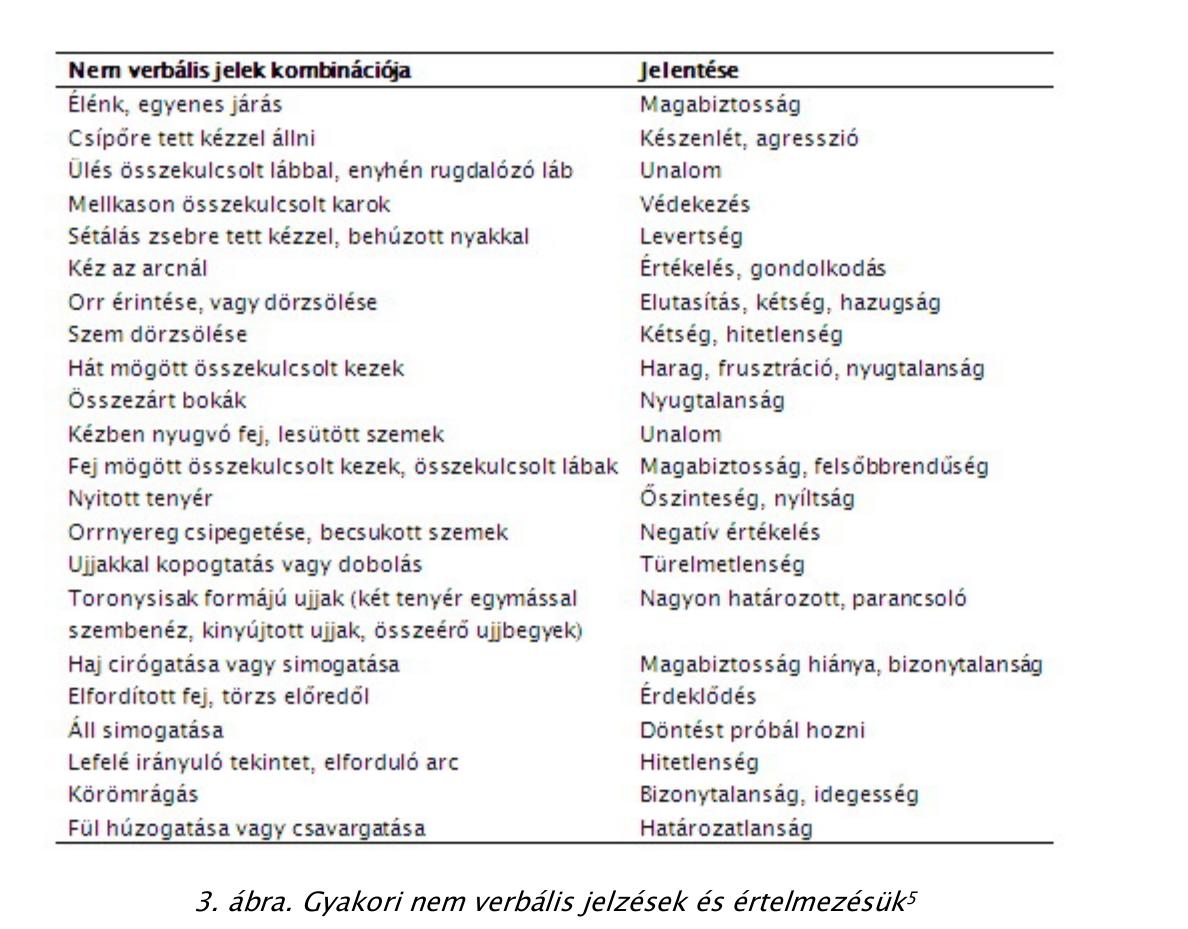 Nem verbális jelek kombinációja Jelentése
Élénk, egyenes járás Magabiztosság
Csípőre tett kézzel állni Készenlét, agresszió
Ülés összekulcsolt lábbal, enyhén rugdalózó láb Unalom
Mellkason összekulcsolt karok Védekezés
Sétálás zsebre tett kézzel, behúzott nyakkal Levertség
Kéz az arcnál Értékelés, gondolkodás
Orr érintése, vagy dörzsölése Elutasítás, kétség, hazugság
Szem dörzsölése Kétség, hitetlenség
Hát mögött összekulcsolt kezek Harag, frusztráció, nyugtalanság
Összezárt bokák Nyugtalanság
Kézben nyugvó fej, lesütött szemek Unalom
Fej mögött összekulcsolt kezek, összekulcsolt lábak Magabiztosság, felsőbbrendűség
Nyitott tenyér Őszinteség, nyíltság
Orrnyereg csipegetése, becsukott szemek Negatív értékelés
Ujjakkal kopogtatás vagy dobolás Türelmetlenség
Toronysisak formájú ujjak (két tenyér egymással Nagyon határozott, parancsoló
szembenéz, kinyújtott ujjak, összeérő ujjbegyek)
Haj cirógatása vagy simogatása Magabiztosság hiánya, bizonytalanság
Elfordított fej, törzs előredől Érdeklődés
Áll simogatása Döntést próbál hozni
Lefelé irányuló tekintet, elforduló arc Hitetlenség
Körömrágás Bizonytalanság, idegesség
Fül húzogatása vagy csavargatása Határozatlanság
3. ábra. Gyakori nem verbális jelzések és értelmezésük⁵